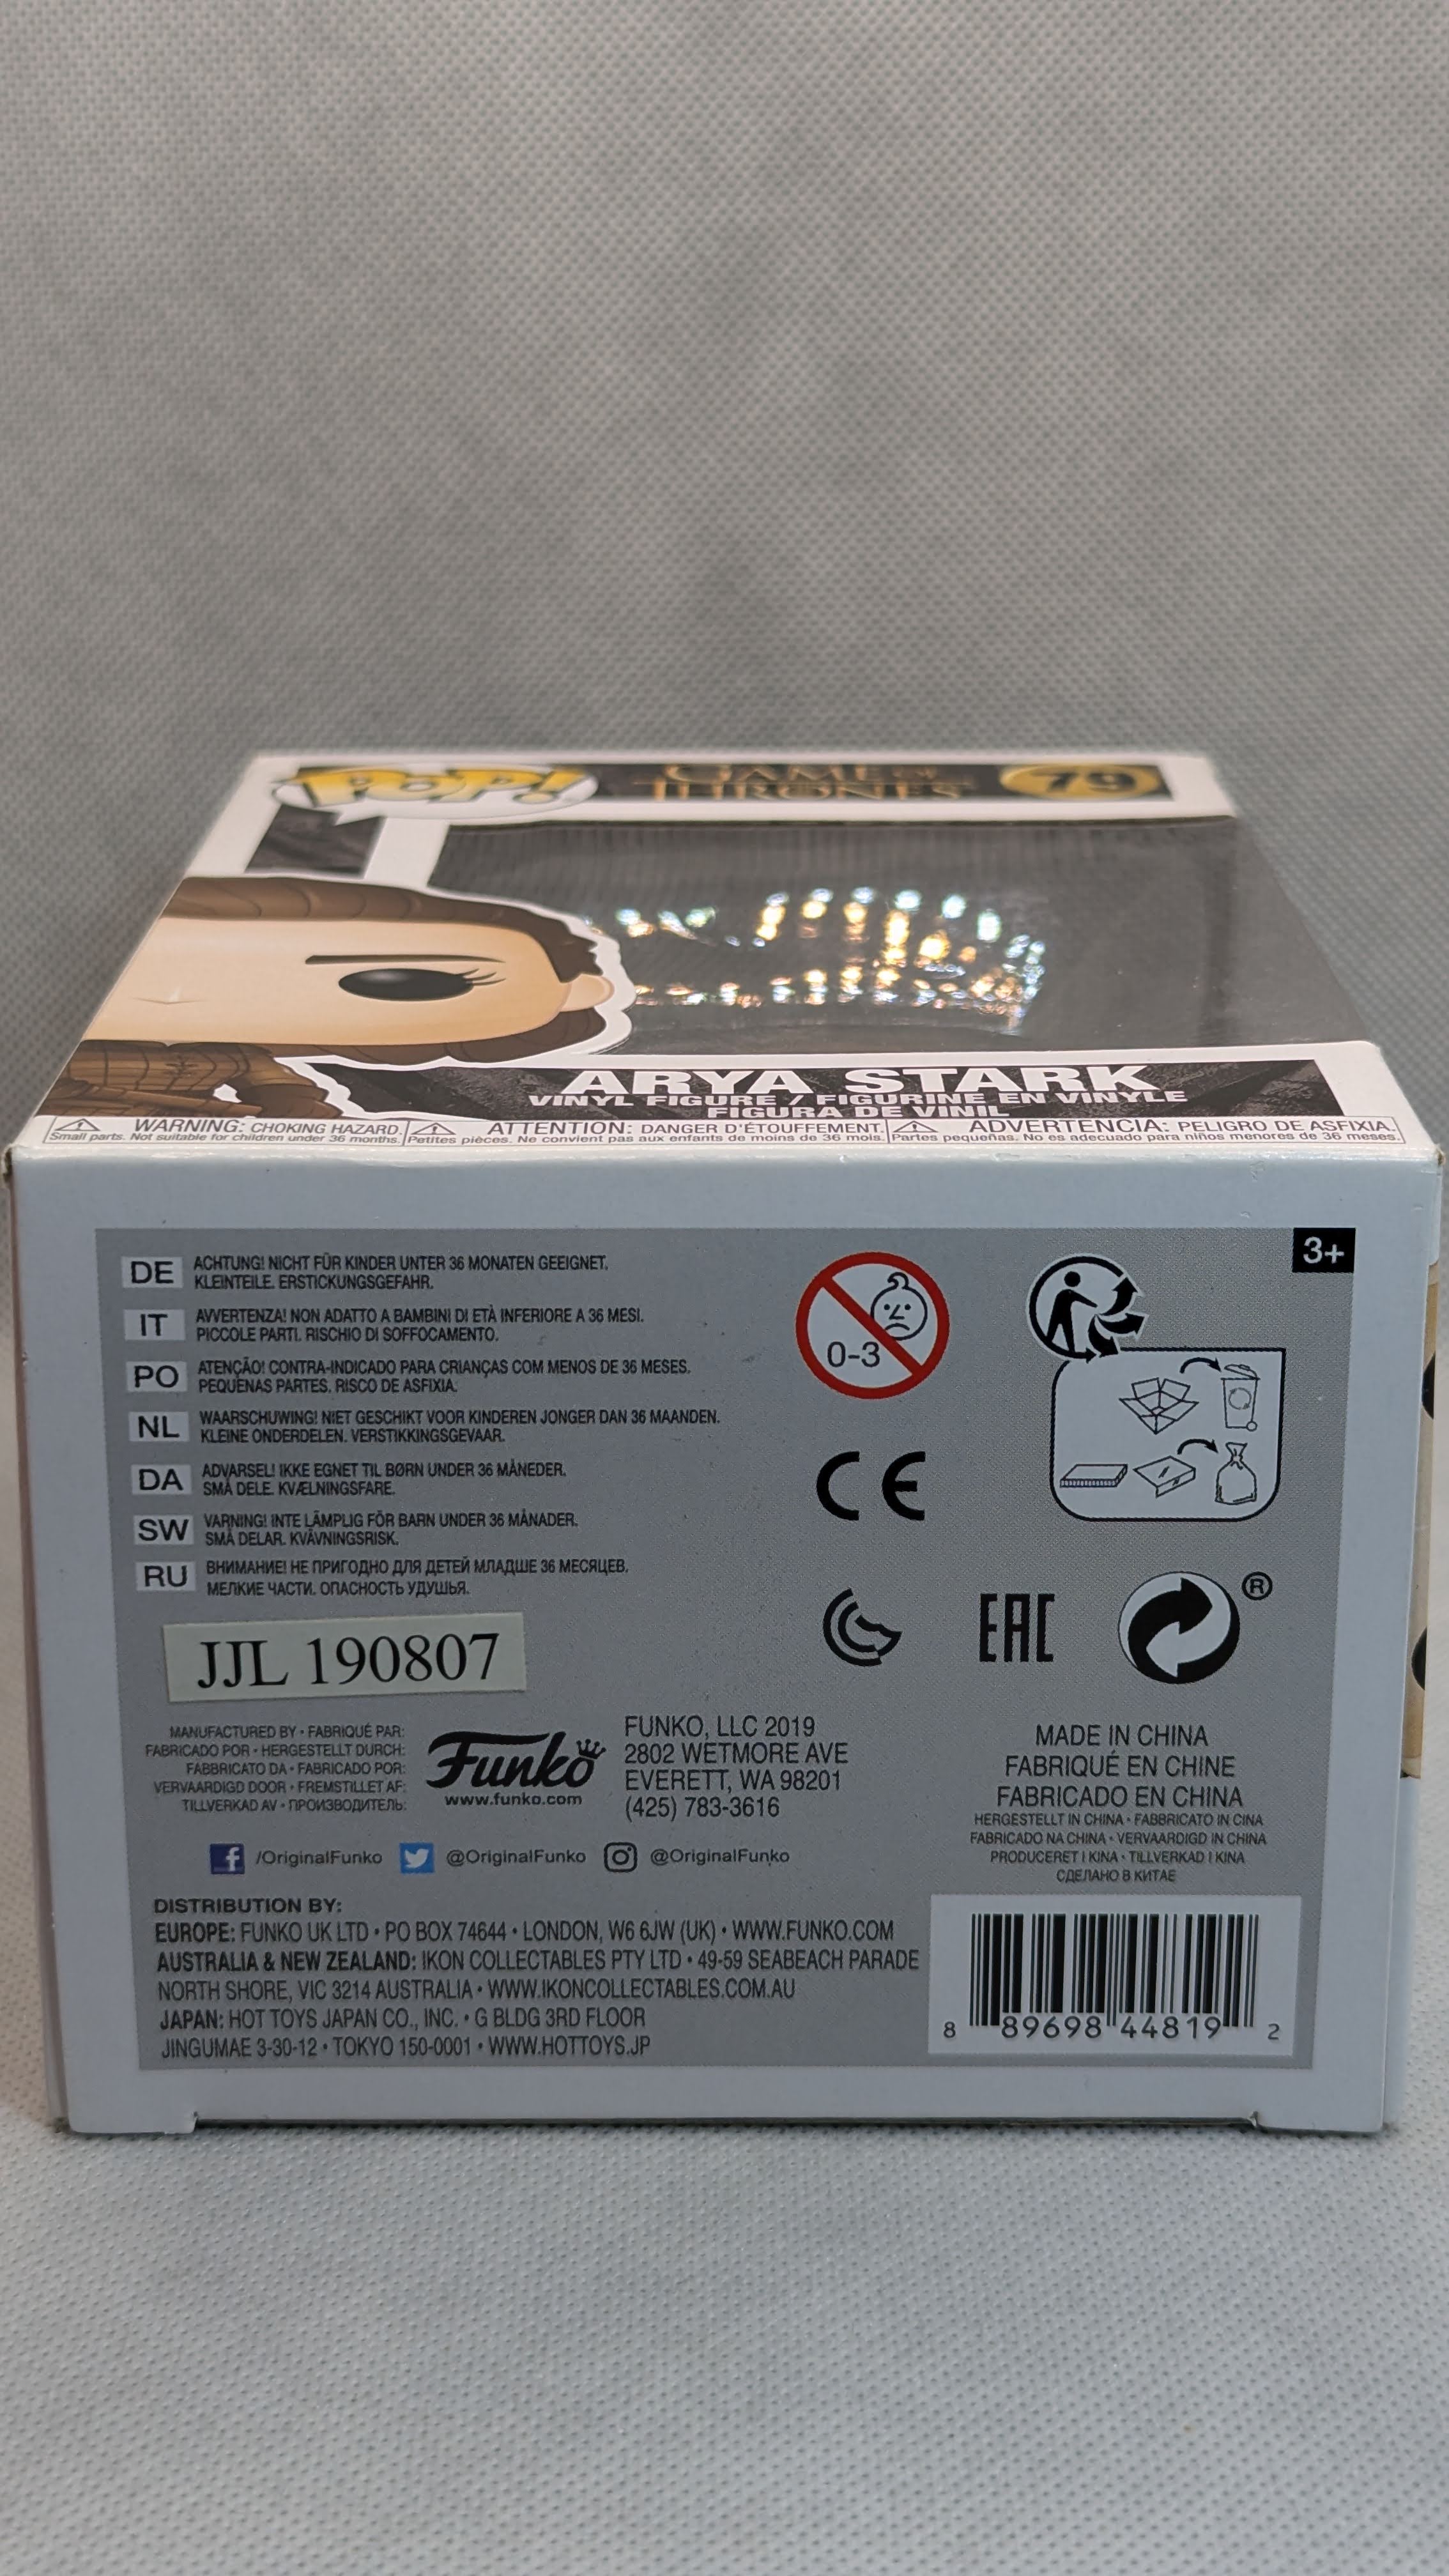 POP!
GAME OF
THRONES
79
ARYA STARK
VINYL FIGURE / FIGURINE EN VINYLE
FIGURA DE VINIL
WARNING: CHOKING HAZARD.
Small parts. Not suitable for children under 36 months.
ATTENTION: DANGER D'ÉTOUFFEMENT.
Petites pièces. Ne convient pas aux enfants de moins de 36 mois.
ADVERTENCIA: PELIGRO DE ASFIXIA.
Partes pequeñas. No es adecuado para niños menores de 36 meses.
3+
DE ACHTUNG! NICHT FÜR KINDER UNTER 36 MONATEN GEEIGNET.
KLEINTEILE. ERSTICKUNGSGEFAHR.
IT AVVERTENZA! NON ADATTO A BAMBINI DI ETÀ INFERIORE A 36 MESI.
PICCOLE PARTI. RISCHIO DI SOFFOCAMENTO.
PO ATENÇÃO! CONTRA-INDICADO PARA CRIANÇAS COM MENOS DE 36 MESES.
PEQUENAS PARTES. RISCO DE ASFIXIA.
NL WAARSCHUWING! NIET GESCHIKT VOOR KINDEREN JONGER DAN 36 MAANDEN.
KLEINE ONDERDELEN. VERSTIKKINGSGEVAAR.
DA ADVARSEL! IKKE EGNET TIL BØRN UNDER 36 MÅNEDER.
SMÅ DELE. KVÆLNINGSFARE.
SW VARNING! INTE LÄMPLIG FÖR BARN UNDER 36 MÅNADER.
SMÅ DELAR. KVÄVNINGSRISK.
RU ВНИМАНИЕ! НЕ ПРИГОДНО ДЛЯ ДЕТЕЙ МЛАДШЕ 36 МЕСЯЦЕВ.
МЕЛКИЕ ЧАСТИ. ОПАСНОСТЬ УДУШЬЯ.
0-3
CE
EAC
®
JJL 190807
MANUFACTURED BY • FABRIQUÉ PAR:
FABRICADO POR • HERGESTELLT DURCH:
FABBRICATO DA • FABRICADO POR:
VERVAARDIGD DOOR • FREMSTILLET AF:
TILLVERKAD AV • ПРОИЗВОДИТЕЛЬ:
Funko
www.funko.com
FUNKO, LLC 2019
2802 WETMORE AVE
EVERETT, WA 98201
(425) 783-3616
MADE IN CHINA
FABRIQUÉ EN CHINE
FABRICADO EN CHINA
HERGESTELLT IN CHINA • FABBRICATO IN CINA
FABRICADO NA CHINA • VERVAARDIGD IN CHINA
PRODUCERET I KINA • TILLVERKAD I KINA
СДЕЛАНО В КИТАЕ
f /OriginalFunko @OriginalFunko @OriginalFunko
DISTRIBUTION BY:
EUROPE: FUNKO UK LTD • PO BOX 74644 • LONDON, W6 6JW (UK) • WWW.FUNKO.COM
AUSTRALIA & NEW ZEALAND: IKON COLLECTABLES PTY LTD • 49-59 SEABEACH PARADE
NORTH SHORE, VIC 3214 AUSTRALIA • WWW.IKONCOLLECTABLES.COM.AU
JAPAN: HOT TOYS JAPAN CO., INC. • G BLDG 3RD FLOOR
JINGUMAE 3-30-12 • TOKYO 150-0001 • WWW.HOTTOYS.JP
8 89698 44819 2